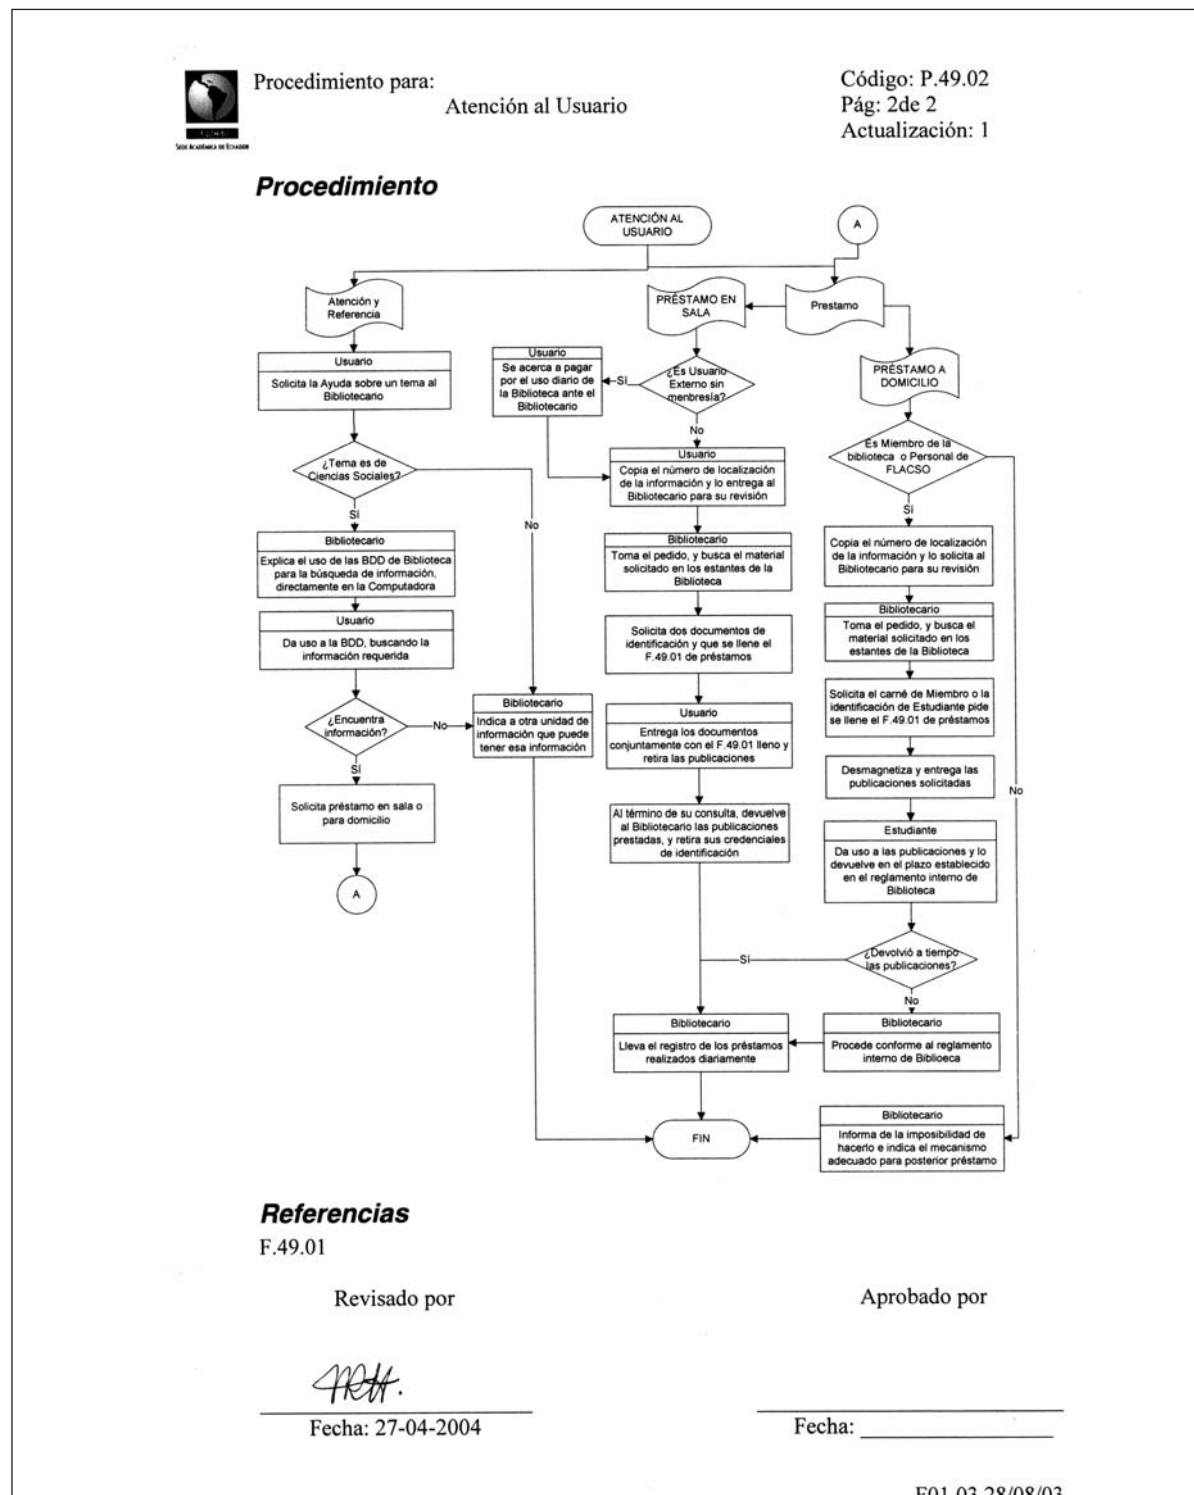 Procedimiento para:
Atención al Usuario
Código: P.49.02
Pág: 2de 2
Actualización: 1
SEDE ACADÉMICA DE ECUADOR
Procedimiento
ATENCIÓN AL
USUARIO
A
Atención y
Referencia
PRÉSTAMO EN
SALA
Prestamo
PRÉSTAMO A
DOMICILIO
Usuario
Solicita la Ayuda sobre un tema al
Bibliotecario
¿Tema es de
Ciencias Sociales?
Sí
No
Bibliotecario
Explica el uso de las BDD de Biblioteca
para la búsqueda de información,
directamente en la Computadora
Usuario
Da uso a la BDD, buscando la
información requerida
¿Encuentra
información?
No
Sí
Bibliotecario
Indica a otra unidad de
información que puede
tener esa información
Solicita préstamo en sala o
para domicilio
A
Usuario
Se acerca a pagar
por el uso diario de
la Biblioteca ante el
Bibliotecario
¿Es Usuario
Externo sin
menbresía?
Sí
No
Usuario
Copia el número de localización
de la información y lo entrega al
Bibliotecario para su revisión
Bibliotecario
Toma el pedido, y busca el material
solicitado en los estantes de la
Biblioteca
Solicita dos documentos de
identificación y que se llene el
F.49.01 de préstamos
Usuario
Entrega los documentos
conjuntamente con el F.49.01 lleno y
retira las publicaciones
Al término de su consulta, devuelve
al Bibliotecario las publicaciones
prestadas, y retira sus credenciales
de identificación
Es Miembro de la
biblioteca o Personal de
FLACSO
Sí
No
Copia el número de localización
de la información y lo solicita al
Bibliotecario para su revisión
Bibliotecario
Toma el pedido, y busca el
material solicitado en los
estantes de la Biblioteca
Solicita el carné de Miembro o la
identificación de Estudiante pide
se llene el F.49.01 de préstamos
Desmagnetiza y entrega las
publicaciones solicitadas
Estudiante
Da uso a las publicaciones y lo
devuelve en el plazo establecido
en el reglamento interno de
Biblioteca
¿Devolvió a tiempo
las publicaciones?
Sí
No
Bibliotecario
Lleva el registro de los préstamos
realizados diariamente
Bibliotecario
Procede conforme al reglamento
interno de Biblioeca
FIN
Bibliotecario
Informa de la imposibilidad de
hacerlo e indica el mecanismo
adecuado para posterior préstamo
Referencias
F.49.01
Revisado por
Aprobado por
Fecha: 27-04-2004
Fecha:
F01.03 28/08/03